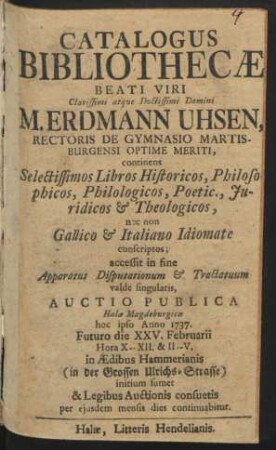 4
CATALOGUS
BIBLIOTHECÆ
BEATI VIRI
Clarissimi atque Doctissimi Domini
M. ERDMANN UHSEN,
RECTORIS DE GYMNASIO MARTIS-
BURGENSI OPTIME MERITI,
continens
Selectissimos Libros Historicos, Philoso-
phicos, Philologicos, Poetic., Ju-
ridicos & Theologicos,
nec non
Gallico & Italiano Idiomate
conscriptos;
accessit in fine
Apparatus Disputationum & Tractatuum
valde singularis,
AUCTIO PUBLICA
Halæ Magdeburgicæ
hoc ipso Anno 1737.
Futuro die XXV. Februarii
Hora X--XII. & II--V.
in Ædibus Hammerianis
(in der Grossen Ulrichs-Strasse)
initium sumet
& Legibus Auctionis consuetis
per ejusdem mensis dies continuabitur.
Halæ, Litteris Hendelianis.